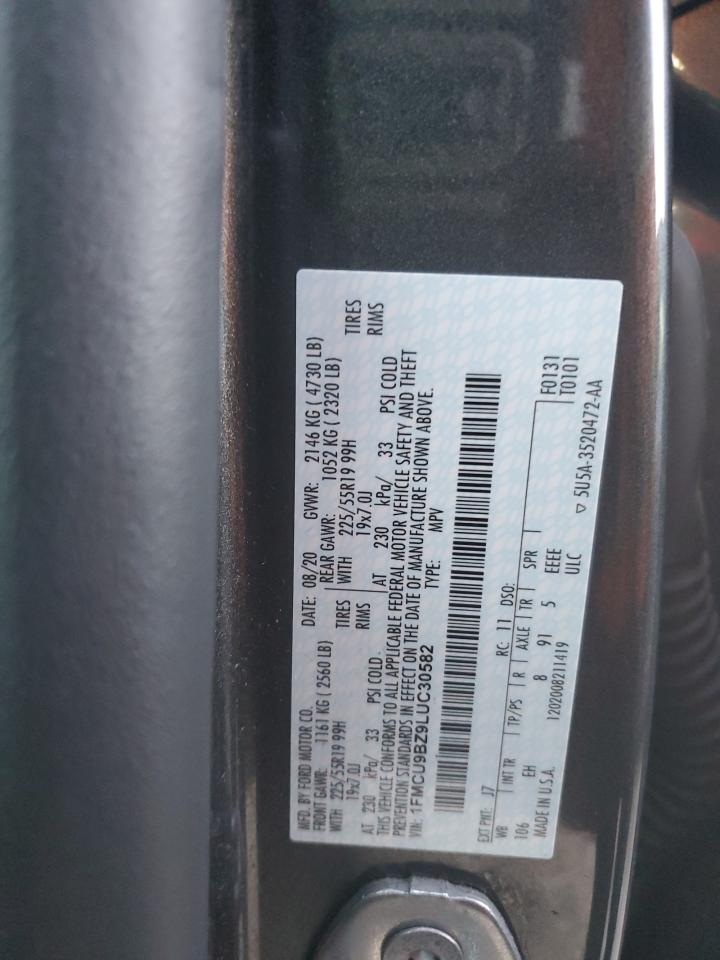 MFD. BY FORD MOTOR CO.
DATE: 08/20 GVWR: 2146 KG ( 4730 LB)
FRONT GAWR: 1161 KG ( 2560 LB) REAR GAWR: 1052 KG ( 2320 LB)
WITH 225/55R19 99H TIRES WITH 225/55R19 99H TIRES
19x7.0J RIMS 19x7.0J RIMS
AT 230 kPa/ 33 PSI COLD AT 230 kPa/ 33 PSI COLD
THIS VEHICLE CONFORMS TO ALL APPLICABLE FEDERAL MOTOR VEHICLE SAFETY AND THEFT
PREVENTION STANDARDS IN EFFECT ON THE DATE OF MANUFACTURE SHOWN ABOVE.
VIN: 1FMCU9BZ9LUC30582 TYPE: MPV
EXT PNT: J7 RC: 11 DSO: F0131
WB INT TR TP/PS R AXLE TR SPR T0101
106 EH 8 91 5 EEEE
MADE IN U.S.A. 1202008211419 ULC
▽ 5U5A-3520472-AA